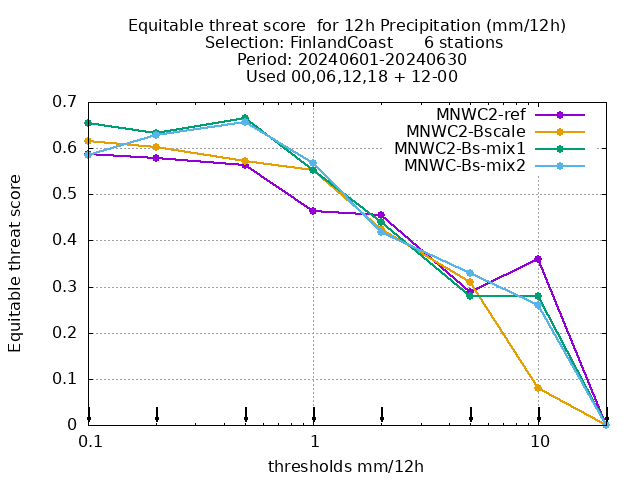 Equitable threat score  for 12h Precipitation (mm/12h)
Selection: FinlandCoast      6 stations
Period: 20240601-20240630
Used 00,06,12,18 + 12-00
MNWC2-ref
MNWC2-Bscale
MNWC2-Bs-mix1
MNWC-Bs-mix2
Equitable threat score
0.7
0.6
0.5
0.4
0.3
0.2
0.1
0
0.1 1 10
thresholds mm/12h